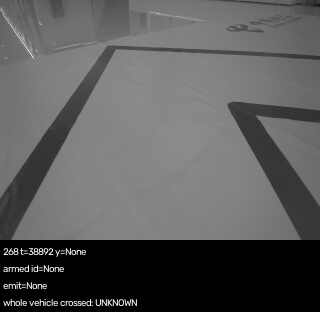 268 t=38892 y=None
armed id=None
emit=None
whole vehicle crossed: UNKNOWN